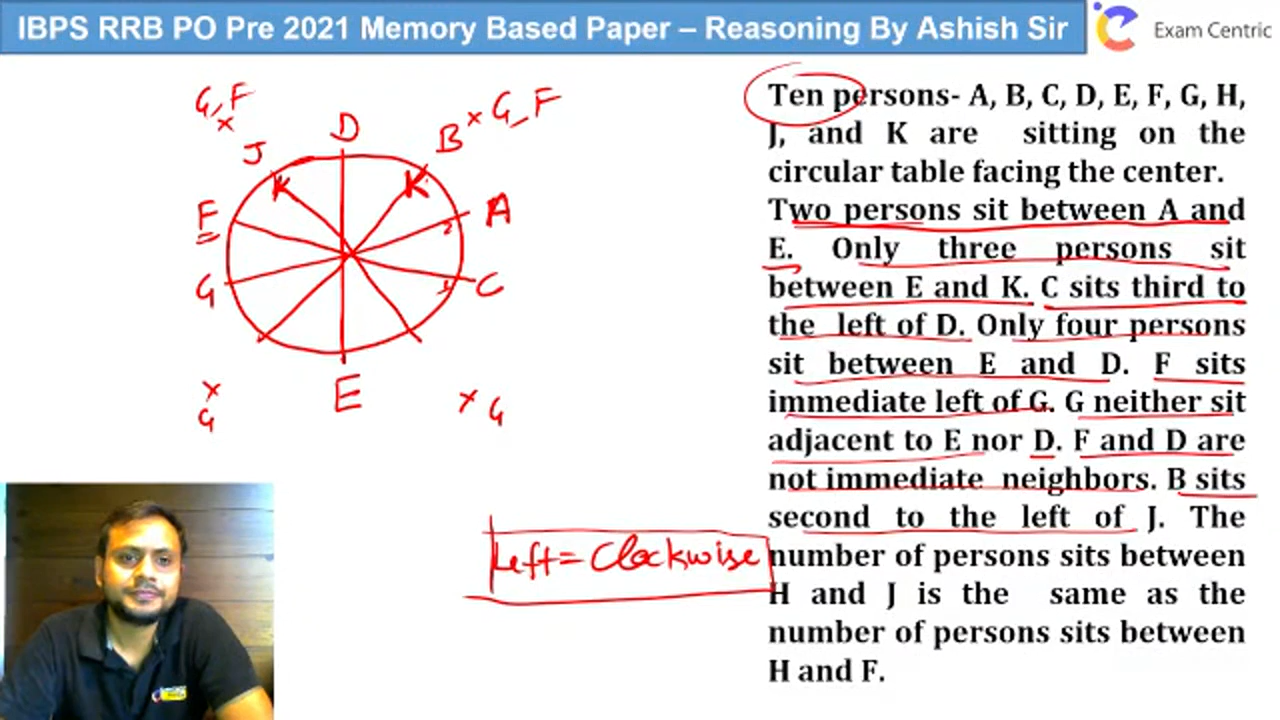 IBPS RRB PO Pre 2021 Memory Based Paper – Reasoning By Ashish Sir
Exam Centric
G, F
×
D
B × G_F
J
K
K
F
A
2
G
1
C
×
G
E
× G
Left = Clockwise
Ten persons- A, B, C, D, E, F, G, H,
J, and K are sitting on the
circular table facing the center.
Two persons sit between A and
E. Only three persons sit
between E and K. C sits third to
the left of D. Only four persons
sit between E and D. F sits
immediate left of G. G neither sit
adjacent to E nor D. F and D are
not immediate neighbors. B sits
second to the left of J. The
number of persons sits between
H and J is the same as the
number of persons sits between
H and F.